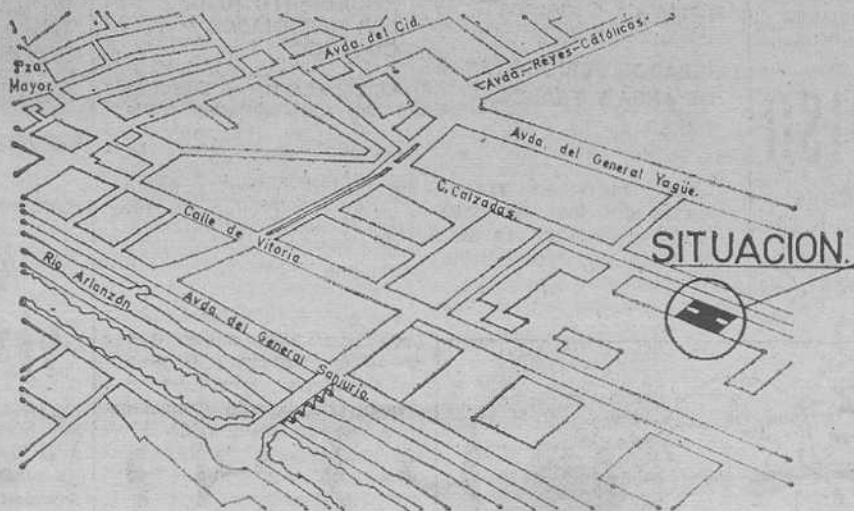 Avda. del Cid.
Avda.-Reyes-Católicas.
Pza.
Mayor.
Avda. del General Yagüe.
C. Calzadas.
Calle de Vitoria.
SITUACION.
Rio Arlanzón.
Avda. del General Sanjurjo.